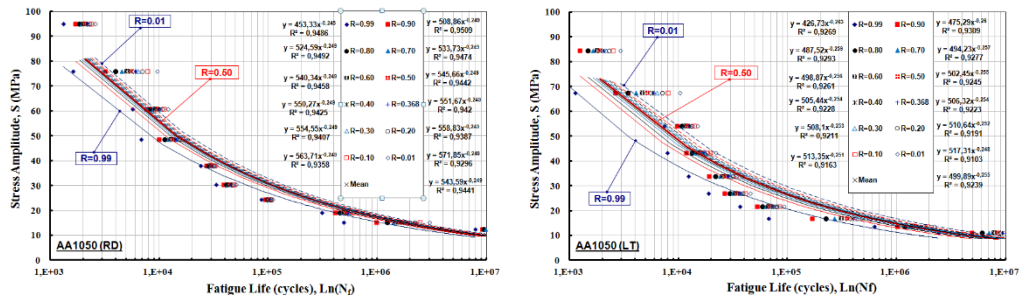 Stress Amplitude, S (MPa)
90
80
70
60
50
40
30
20
10
0
R=0.01
R=0.50
R=0.99
AA1050 (RD)
R=0.99
R=0.90
R=0.80
R=0.70
R=0.60
R=0.50
R=0.40
R=0.368
R=0.30
R=0.20
R=0.10
R=0.01
Mean
R² = 0,9486
R² = 0,9509
R² = 0,9492
R² = 0,9474
R² = 0,9458
R² = 0,9442
R² = 0,9425
R² = 0,942
R² = 0,9407
R² = 0,9387
R² = 0,9358
R² = 0,9296
R² = 0,9441
1,E+03
1,E+04
1,E+05
1,E+06
1,E+07
Fatigue Life (cycles), Ln(Nf)
Stress Amplitude, S (MPa)
90
80
70
60
50
40
30
20
10
0
R=0.01
R=0.50
R=0.99
AA1050 (LT)
R=0.99
R=0.90
R=0.80
R=0.70
R=0.60
R=0.50
R=0.40
R=0.368
R=0.30
R=0.20
R=0.10
R=0.01
Mean
R² = 0,9269
R² = 0,9309
R² = 0,9293
R² = 0,9277
R² = 0,9261
R² = 0,9245
R² = 0,9228
R² = 0,9223
R² = 0,9211
R² = 0,9191
R² = 0,9163
R² = 0,9103
R² = 0,9239
1,E+03
1,E+04
1,E+05
1,E+06
1,E+07
Fatigue Life (cycles), Ln(Nf)